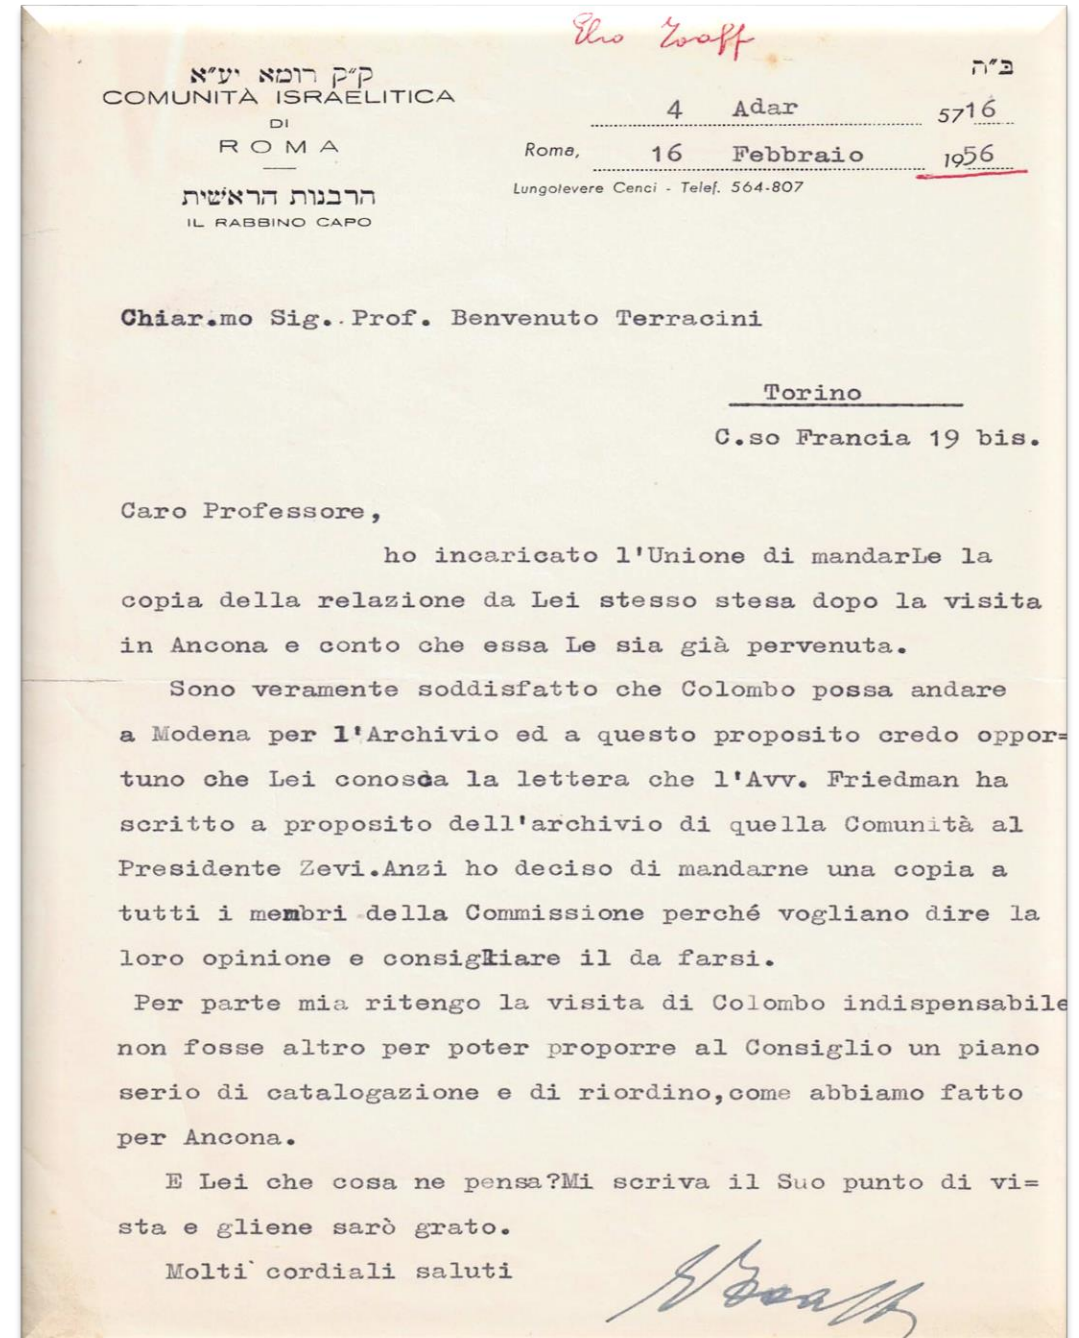 Elio Toaff
ק״ק רומא יע״א
COMUNITÀ ISRAELITICA
DI
ROMA
הרבנות הראשית
IL RABBINO CAPO
ב״ה
4 Adar 5716
Roma, 16 Febbraio 1956
Lungotevere Cenci - Telef. 564-807
Chiar.mo Sig. Prof. Benvenuto Terracini
Torino
C.so Francia 19 bis.
Caro Professore,
ho incaricato l'Unione di mandarLe la
copia della relazione da Lei stesso stesa dopo la visita
in Ancona e conto che essa Le sia già pervenuta.
Sono veramente soddisfatto che Colombo possa andare
a Modena per l'Archivio ed a questo proposito credo oppor=
tuno che Lei conosca la lettera che l'Avv. Friedman ha
scritto a proposito dell'archivio di quella Comunità al
Presidente Zevi.Anzi ho deciso di mandarne una copia a
tutti i membri della Commissione perché vogliano dire la
loro opinione e consigliare il da farsi.
Per parte mia ritengo la visita di Colombo indispensabile
non fosse altro per poter proporre al Consiglio un piano
serio di catalogazione e di riordino,come abbiamo fatto
per Ancona.
E Lei che cosa ne pensa?Mi scriva il Suo punto di vi=
sta e gliene sarò grato.
Molti cordiali saluti
E Toaff